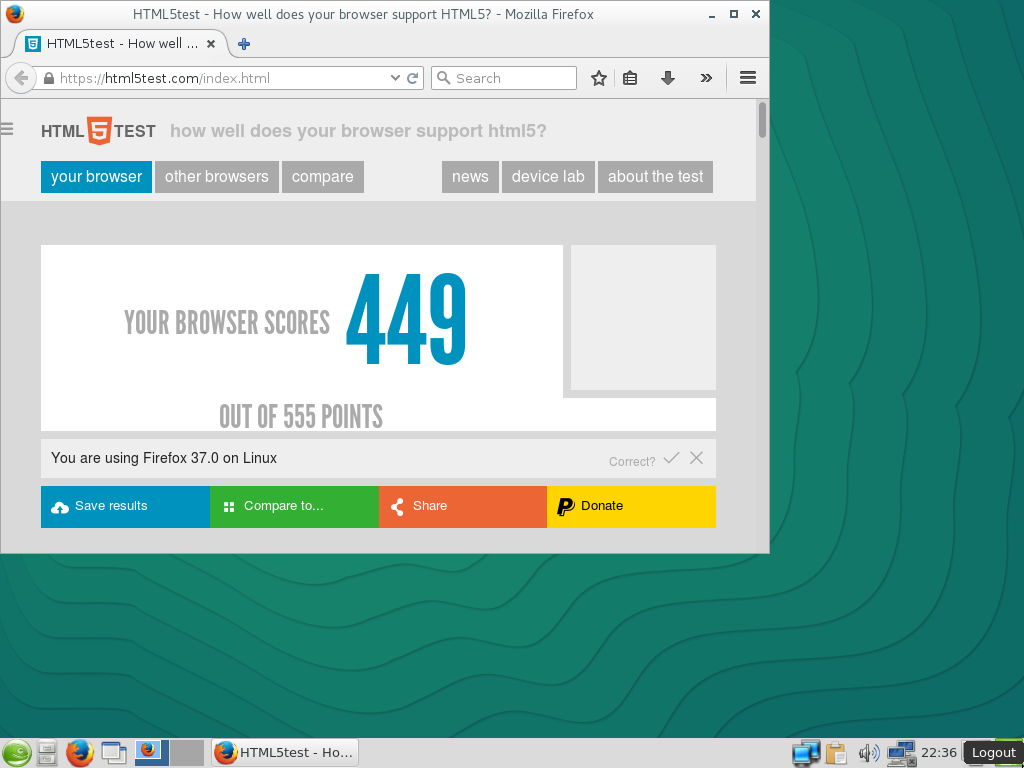 HTML5test - How well does your browser support HTML5? - Mozilla Firefox
HTML5test - How well ...
https://html5test.com/index.html
Search
HTML 5 TEST how well does your browser support html5?
your browser other browsers compare news device lab about the test
YOUR BROWSER SCORES 449
OUT OF 555 POINTS
You are using Firefox 37.0 on Linux Correct?
Save results Compare to... Share Donate
HTML5test - Ho... 22:36 Logout